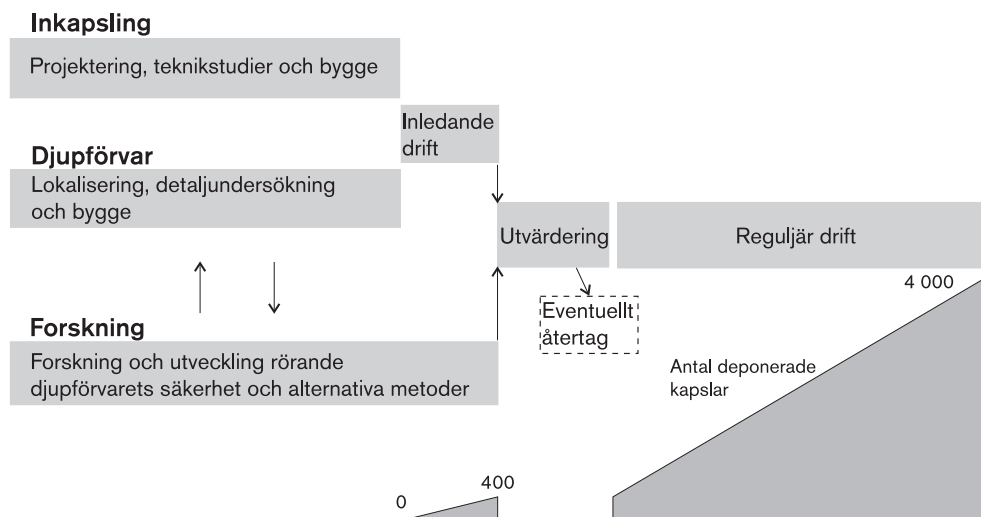 Inkapsling
Projektering, teknikstudier och bygge
Inledande
drift
Djupförvar
Lokalisering, detaljundersökning
och bygge
Utvärdering
Reguljär drift
4 000
Eventuellt
återtag
Forskning
Forskning och utveckling rörande
djupförvarets säkerhet och alternativa metoder
Antal deponerade
kapslar
0
400